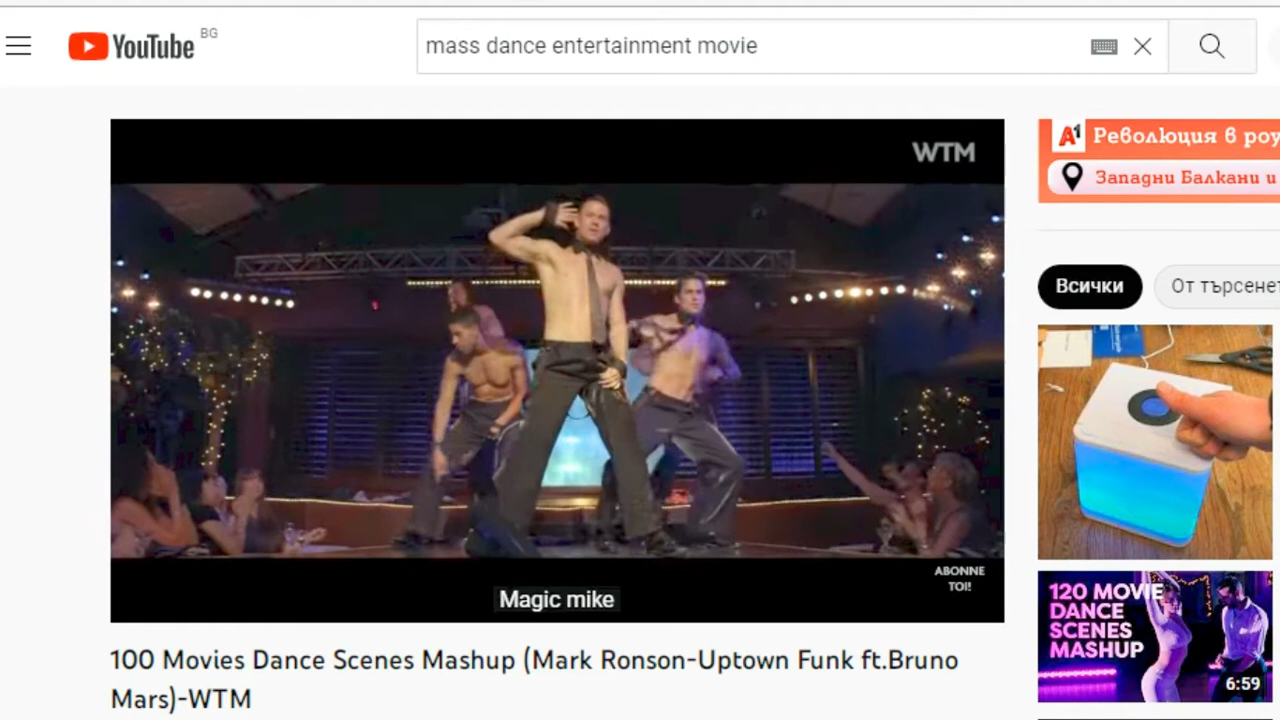 YouTube BG
mass dance entertainment movie
WTM
A1 Революция в роу
Западни Балкани и
Всички
От търсенет
ABONNE
TOI!
Magic mike
120 MOVIE
DANCE
SCENES
MASHUP
6:59
100 Movies Dance Scenes Mashup (Mark Ronson-Uptown Funk ft.Bruno
Mars)-WTM